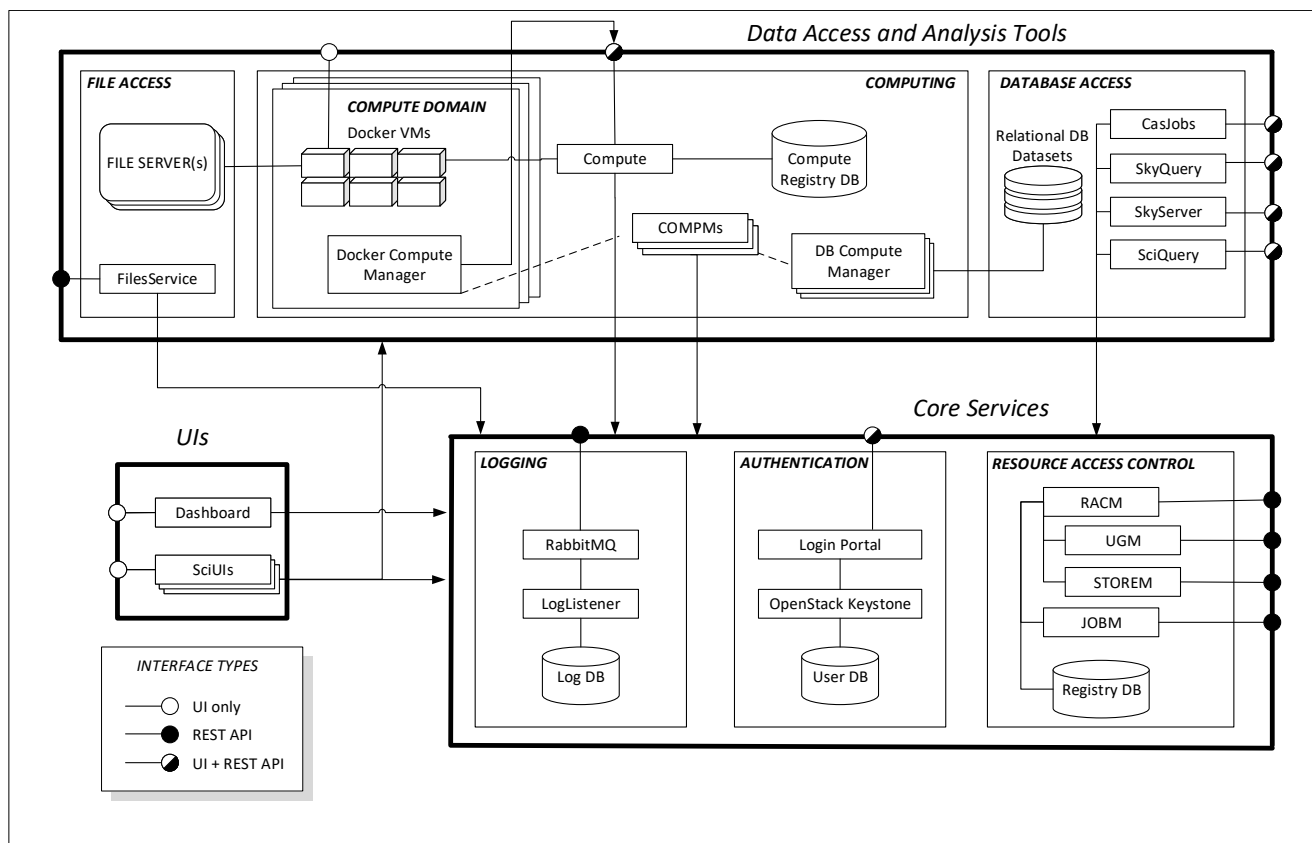 Data Access and Analysis Tools
FILE ACCESS
FILE SERVER(s)
FilesService
COMPUTING
COMPUTE DOMAIN
Docker VMs
Docker Compute
Manager
Compute
Compute
Registry DB
COMPMs
DB Compute
Manager
DATABASE ACCESS
Relational DB
Datasets
CasJobs
SkyQuery
SkyServer
SciQuery
UIs
Dashboard
SciUIs
Core Services
LOGGING
RabbitMQ
LogListener
Log DB
AUTHENTICATION
Login Portal
OpenStack Keystone
User DB
RESOURCE ACCESS CONTROL
RACM
UGM
STOREM
JOBM
Registry DB
INTERFACE TYPES
UI only
REST API
UI + REST API